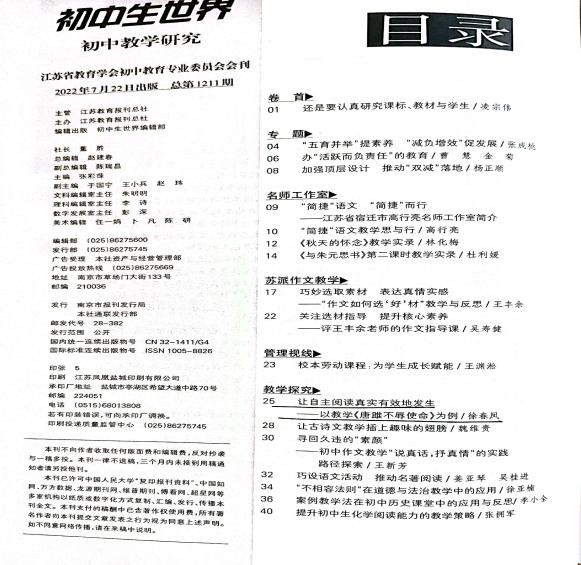 初中生世界
初中教学研究
江苏省教育学会初中教育专业委员会会刊
2022年7月22日出版 总第1211期
主管 江苏教育报刊总社
主办 江苏教育报刊总社
编辑出版 初中生世界编辑部
社长 董 胜
总编辑 赵建春
副总编辑 陈瑞昌
主编 张彩萍
副主编 于国宁 王小兵 赵 玮
文科编辑室主任 朱明明
理科编辑室主任 李 诗
数字发展室主任 彭 深
美术编辑 任一娲 卜 凡 陈 研
编辑部 (025)86275600
发行部 (025)86275745
广告受理 本社资产与经营管理部
广告投放热线 (025)86275669
地址 南京市草场门大街133号
邮编 210036
发行 南京市报刊发行局
本社通联发行部
邮发代号 28-382
发行范围 公开
国内统一连续出版物号 CN 32-1411/G4
国际标准连续出版物号 ISSN 1005-8826
印张 5
印刷 江苏凤凰盐城印刷有限公司
承印厂地址 盐城市亭湖区希望大道中路70号
邮编 224051
电话 (0515)68013808
若有印装错误,可向承印厂调换。
印刷投递质量监督中心 (025)86275745
本刊不向作者收取任何版面费和编辑费,反对抄袭
与一稿多投。本刊一律不退稿,三个月内未接到用稿通
知者请另投他刊。
本刊已许可中国人民大学“复印报刊资料”、中国知
网、万方数据、龙源期刊网、维普期刊网、博看网、超星网等
多家机构以纸质或数字化方式复制、汇编、发行、传播本
刊全文。本刊支付的稿酬中已含著作权使用费,所有署
名作者向本刊提交文章发表之行为视为同意上述声明。
如不同意网络传播,请在来稿中说明。
目录
卷 首▶
01 还是要认真研究课标、教材与学生/凌宗伟
专 题▶
04 “五育并举”提素养 “减负增效”促发展/张成桅
06 办“活跃而负责任”的教育/曹 慧 金 菊
08 加强顶层设计 推动“双减”落地/杨正顺
名师工作室▶
09 “简捷”语文 “简捷”而行
——江苏省宿迁市高行亮名师工作室简介
10 “简捷”语文教学思与行/高行亮
12 《秋天的怀念》教学实录/林化梅
14 《与朱元思书》第二课时教学实录/杜利媛
苏派作文教学▶
17 巧妙选取素材 表达真情实感
——“作文如何选‘好’材”教学与反思/王丰余
22 关注选材指导 提升核心素养
——评王丰余老师的作文指导课/吴寿健
管理视线▶
23 校本劳动课程:为学生成长赋能/王渊淞
教学探究▶
25 让自主阅读真实有效地发生
——以教学《唐雎不辱使命》为例/徐春风
28 让古诗文教学插上趣味的翅膀/魏维贵
30 寻回久违的“素颜”
——初中作文教学“说真话,抒真情”的实践
路径探索/王新芳
32 巧设语文活动 推动名著阅读/姜亚琴 吴桂进
34 “不相容法则”在道德与法治教学中的应用/徐亚楠
36 案例教学法在初中历史课堂中的应用与反思/李小全
40 提升初中生化学阅读能力的教学策略/张拥军